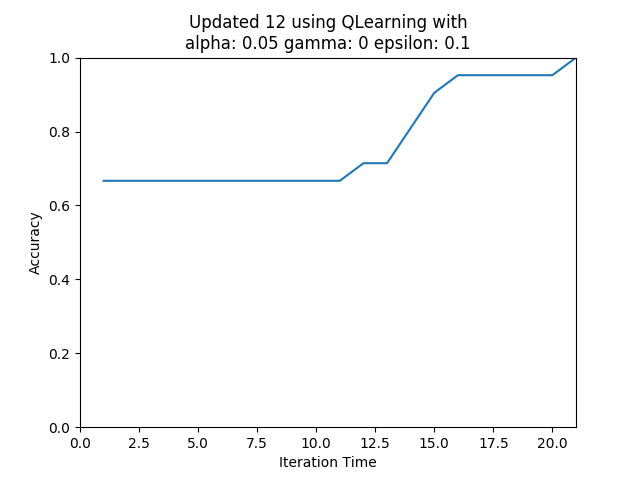 Updated 12 using QLearning with
alpha: 0.05 gamma: 0 epsilon: 0.1
1.0
0.8
0.6
0.4
0.2
0.0
Accuracy
0.0 2.5 5.0 7.5 10.0 12.5 15.0 17.5 20.0
Iteration Time